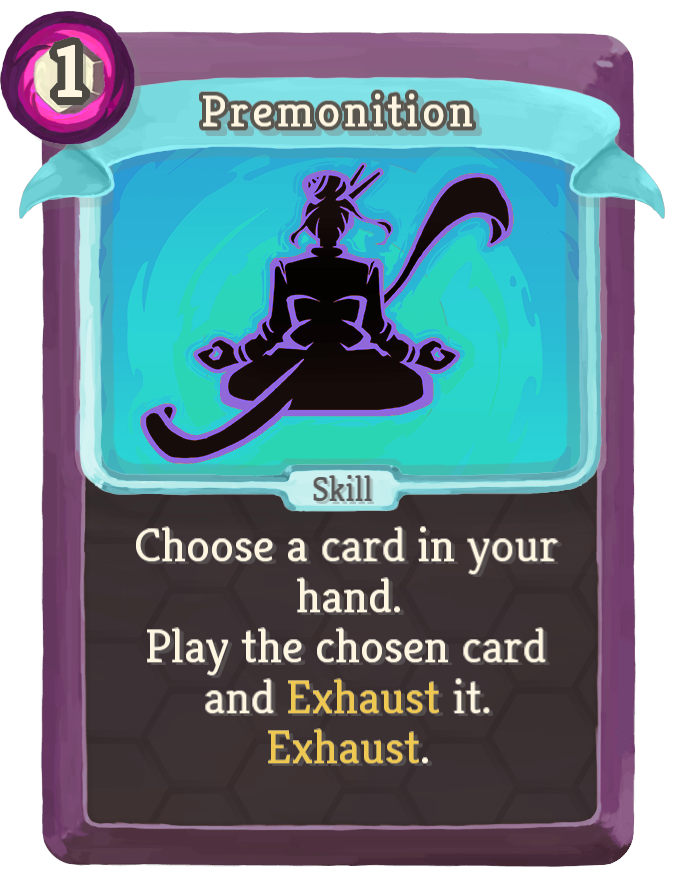 1
Premonition
Skill
Choose a card in your
hand.
Play the chosen card
and Exhaust it.
Exhaust.